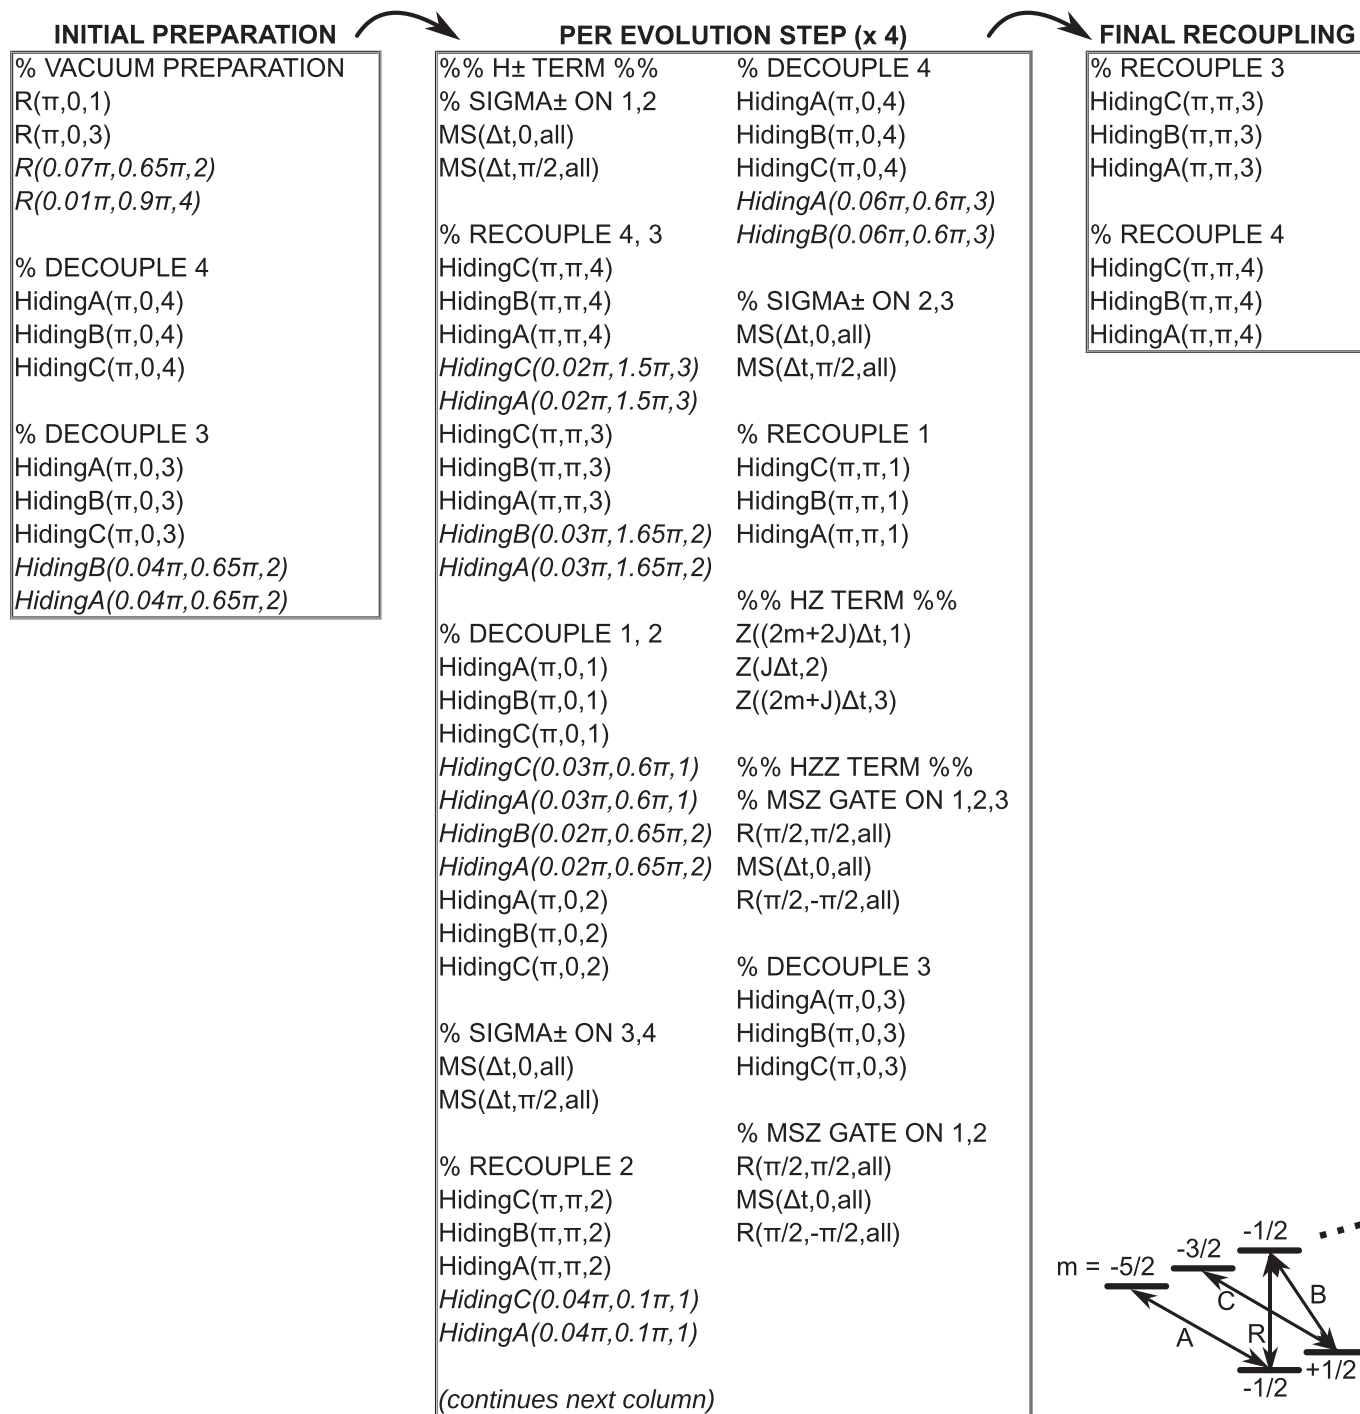 INITIAL PREPARATION
% VACUUM PREPARATION
R(π,0,1)
R(π,0,3)
R(0.07π,0.65π,2)
R(0.01π,0.9π,4)
% DECOUPLE 4
HidingA(π,0,4)
HidingB(π,0,4)
HidingC(π,0,4)
% DECOUPLE 3
HidingA(π,0,3)
HidingB(π,0,3)
HidingC(π,0,3)
HidingB(0.04π,0.65π,2)
HidingA(0.04π,0.65π,2)
PER EVOLUTION STEP (x 4)
%% H± TERM %%
% SIGMA± ON 1,2
MS(Δt,0,all)
MS(Δt,π/2,all)
% RECOUPLE 4, 3
HidingC(π,π,4)
HidingB(π,π,4)
HidingA(π,π,4)
HidingC(0.02π,1.5π,3)
HidingA(0.02π,1.5π,3)
HidingC(π,π,3)
HidingB(π,π,3)
HidingA(π,π,3)
HidingB(0.03π,1.65π,2)
HidingA(0.03π,1.65π,2)
% DECOUPLE 1, 2
HidingA(π,0,1)
HidingB(π,0,1)
HidingC(π,0,1)
HidingC(0.03π,0.6π,1)
HidingA(0.03π,0.6π,1)
HidingB(0.02π,0.65π,2)
HidingA(0.02π,0.65π,2)
HidingA(π,0,2)
HidingB(π,0,2)
HidingC(π,0,2)
% SIGMA± ON 3,4
MS(Δt,0,all)
MS(Δt,π/2,all)
% RECOUPLE 2
HidingC(π,π,2)
HidingB(π,π,2)
HidingA(π,π,2)
HidingC(0.04π,0.1π,1)
HidingA(0.04π,0.1π,1)
(continues next column)
% DECOUPLE 4
HidingA(π,0,4)
HidingB(π,0,4)
HidingC(π,0,4)
HidingA(0.06π,0.6π,3)
HidingB(0.06π,0.6π,3)
% SIGMA± ON 2,3
MS(Δt,0,all)
MS(Δt,π/2,all)
% RECOUPLE 1
HidingC(π,π,1)
HidingB(π,π,1)
HidingA(π,π,1)
%% HZ TERM %%
Z((2m+2J)Δt,1)
Z(JΔt,2)
Z((2m+J)Δt,3)
%% HZZ TERM %%
% MSZ GATE ON 1,2,3
R(π/2,π/2,all)
MS(Δt,0,all)
R(π/2,-π/2,all)
% DECOUPLE 3
HidingA(π,0,3)
HidingB(π,0,3)
HidingC(π,0,3)
% MSZ GATE ON 1,2
R(π/2,π/2,all)
MS(Δt,0,all)
R(π/2,-π/2,all)
FINAL RECOUPLING
% RECOUPLE 3
HidingC(π,π,3)
HidingB(π,π,3)
HidingA(π,π,3)
% RECOUPLE 4
HidingC(π,π,4)
HidingB(π,π,4)
HidingA(π,π,4)
m = -5/2 -3/2 -1/2
A C R B
-1/2 +1/2